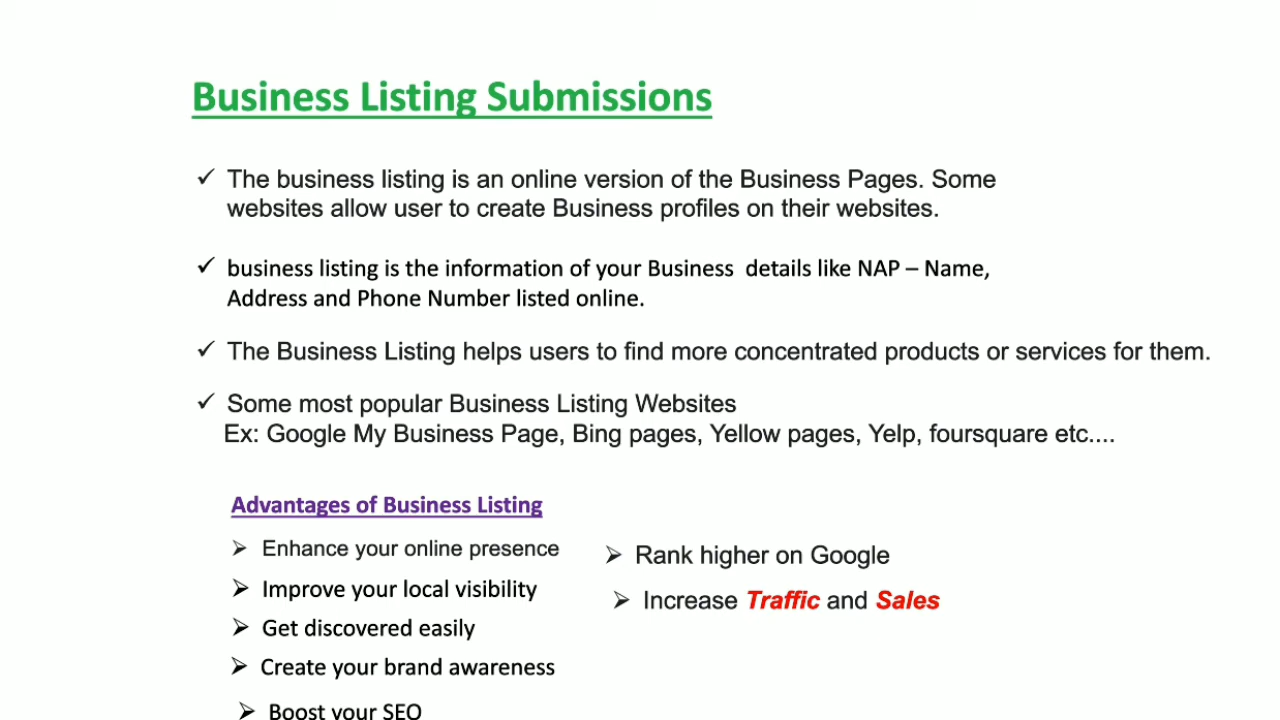 Business Listing Submissions
✓ The business listing is an online version of the Business Pages. Some
websites allow user to create Business profiles on their websites.
✓ business listing is the information of your Business details like NAP – Name,
Address and Phone Number listed online.
✓ The Business Listing helps users to find more concentrated products or services for them.
✓ Some most popular Business Listing Websites
Ex: Google My Business Page, Bing pages, Yellow pages, Yelp, foursquare etc....
Advantages of Business Listing
➢ Enhance your online presence
➢ Improve your local visibility
➢ Get discovered easily
➢ Create your brand awareness
➢ Boost your SEO
➢ Rank higher on Google
➢ Increase Traffic and Sales